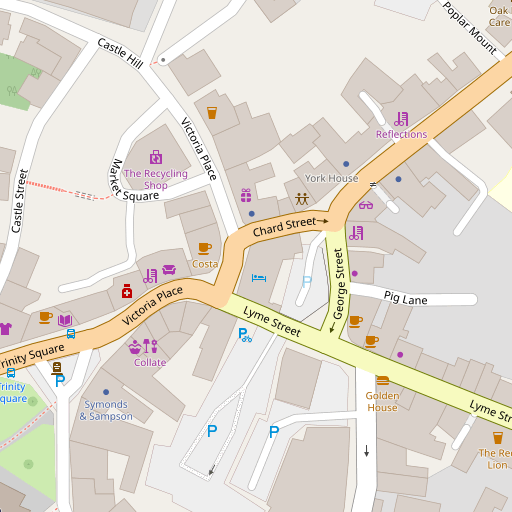 Oak
Care
Poplar Mount
Castle Hill
Reflections
Victoria Place
The Recycling
Shop
York House
Market Square
Castle Street
Chard Street
Costa
P
George Street
Pig Lane
Victoria Place
Lyme Street
P
Trinity Square
Collate
P
Trinity
Square
Symonds
& Sampson
Golden
House
Lyme St
P
P
The Re
Lion